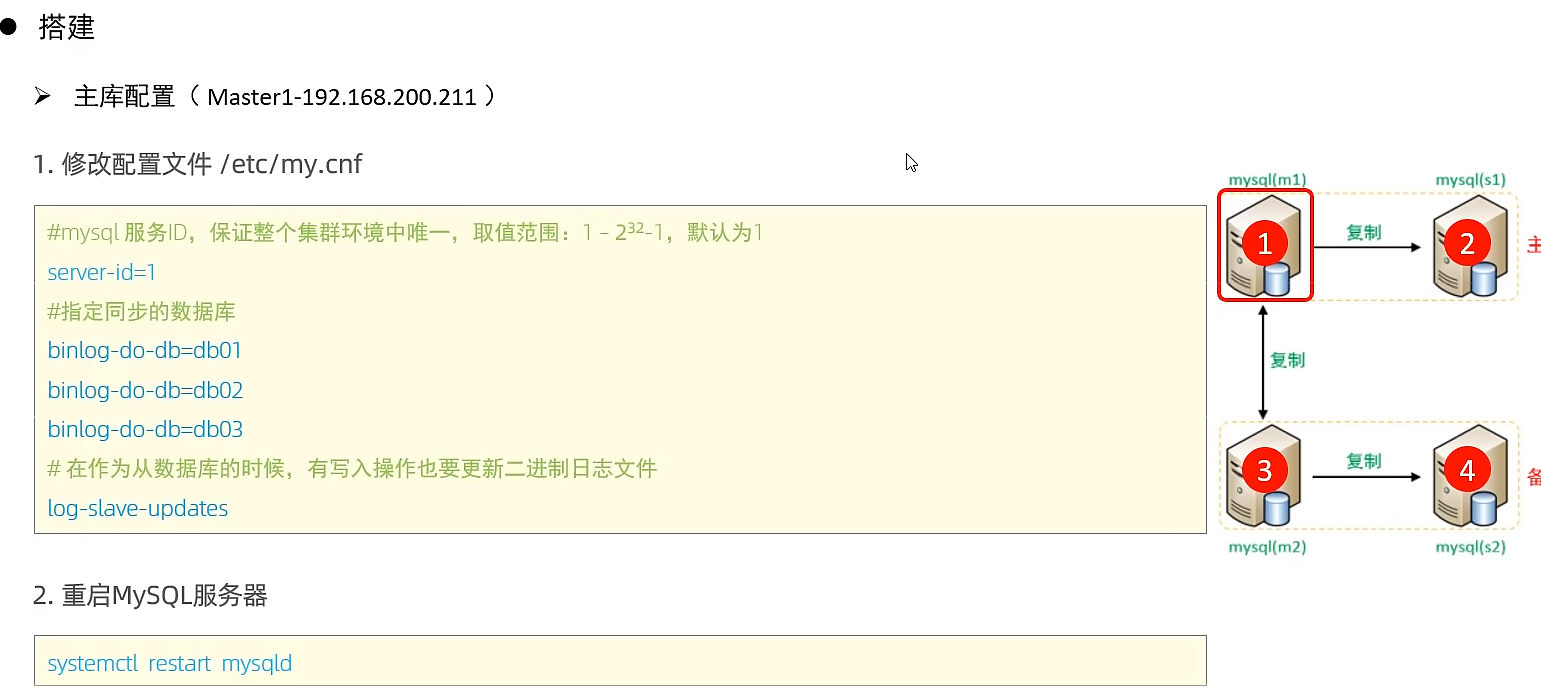 ● 搭建
➢ 主库配置（ Master1-192.168.200.211 ）
1. 修改配置文件 /etc/my.cnf
#mysql 服务ID，保证整个集群环境中唯一，取值范围：1 – 2³²-1，默认为1
server-id=1
#指定同步的数据库
binlog-do-db=db01
binlog-do-db=db02
binlog-do-db=db03
# 在作为从数据库的时候，有写入操作也要更新二进制日志文件
log-slave-updates
2. 重启MySQL服务器
systemctl restart mysqld
mysql(m1)
mysql(s1)
1
复制
2
主
复制
3
复制
4
备
mysql(m2)
mysql(s2)